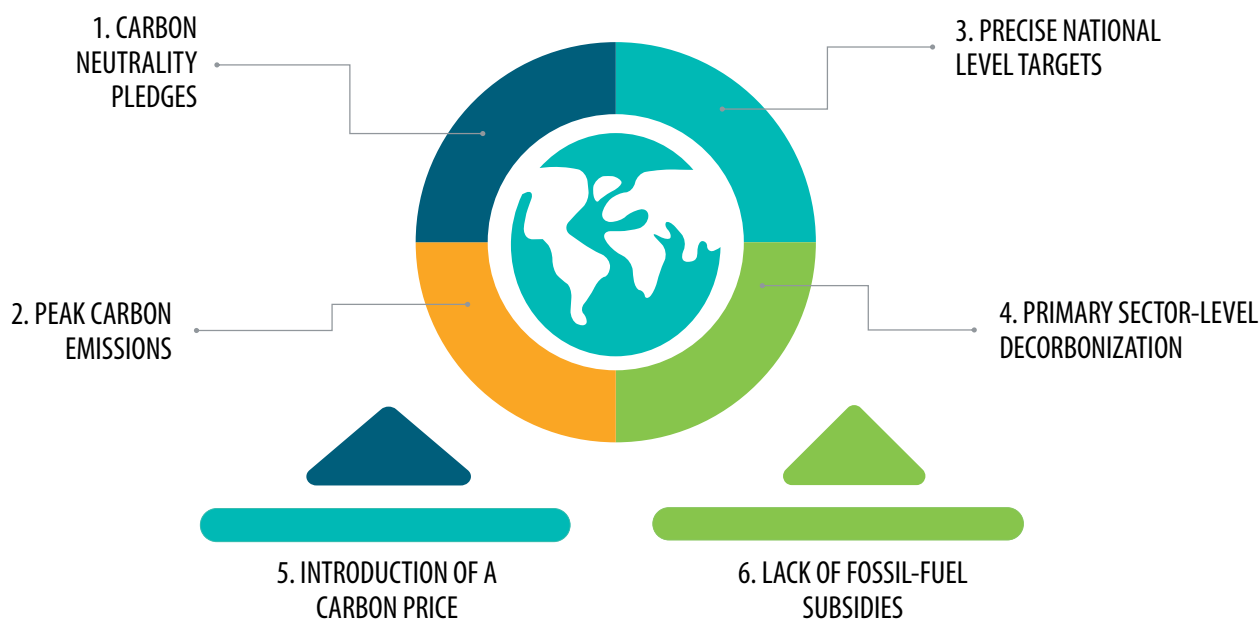 1. CARBON
NEUTRALITY
PLEDGES
2. PEAK CARBON
EMISSIONS
3. PRECISE NATIONAL
LEVEL TARGETS
4. PRIMARY SECTOR-LEVEL
DECORBONIZATION
5. INTRODUCTION OF A
CARBON PRICE
6. LACK OF FOSSIL-FUEL
SUBSIDIES